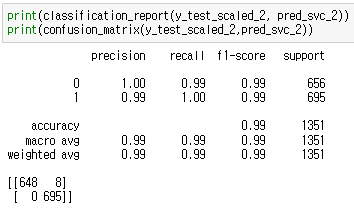 print(classification_report(y_test_scaled_2, pred_svc_2))
print(confusion_matrix(y_test_scaled_2,pred_svc_2))
precision recall f1-score support
0 1.00 0.99 0.99 656
1 0.99 1.00 0.99 695
accuracy 0.99 1351
macro avg 0.99 0.99 0.99 1351
weighted avg 0.99 0.99 0.99 1351
[[648 8]
[ 0 695]]